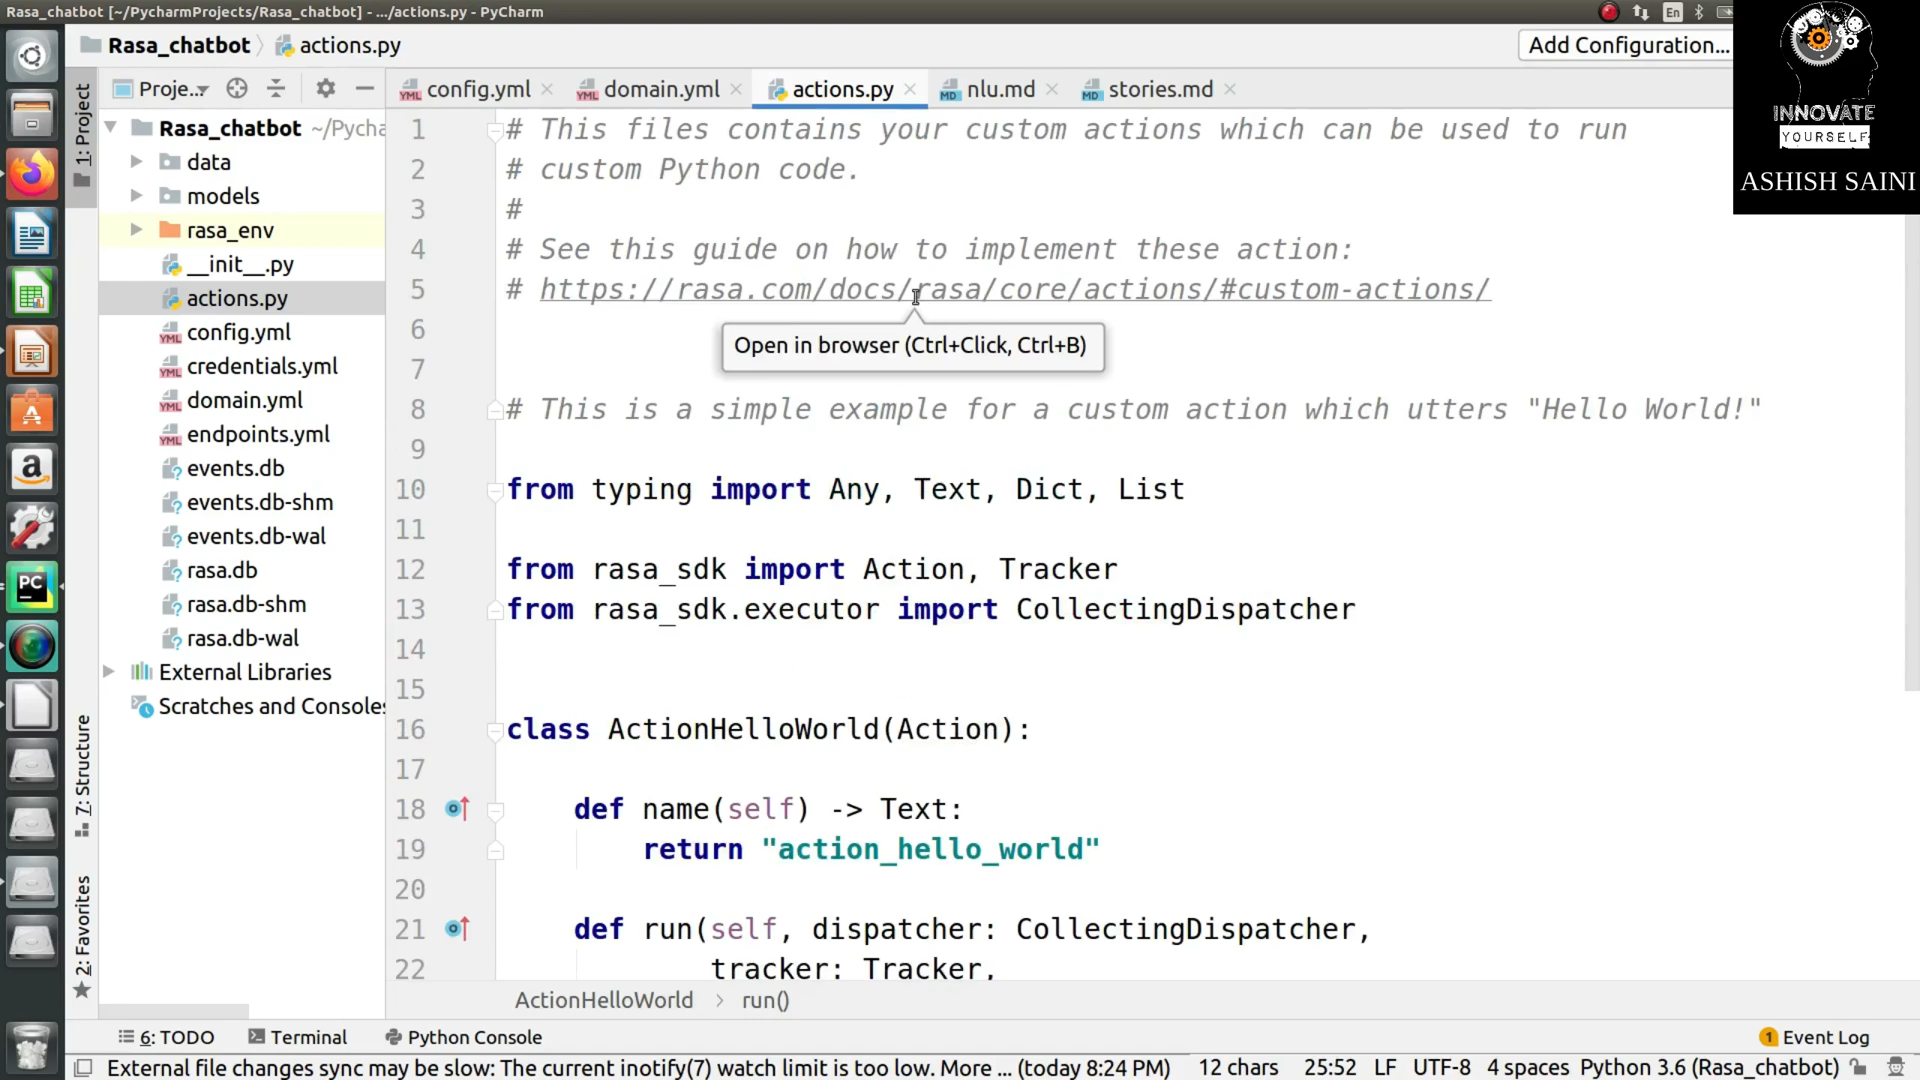 Rasa_chatbot [~/PycharmProjects/Rasa_chatbot] - .../actions.py - PyCharm
En
Rasa_chatbot
actions.py
Add Configuration...
INNOVATE
YOURSELF
ASHISH SAINI
1: Project
Proje...
config.yml
domain.yml
actions.py
nlu.md
stories.md
Rasa_chatbot ~/Pycha
data
models
rasa_env
__init__.py
actions.py
config.yml
credentials.yml
domain.yml
endpoints.yml
events.db
events.db-shm
events.db-wal
rasa.db
rasa.db-shm
rasa.db-wal
External Libraries
Scratches and Consoles
7: Structure
2: Favorites
1 # This files contains your custom actions which can be used to run
2 # custom Python code.
3 #
4 # See this guide on how to implement these action:
5 # https://rasa.com/docs/rasa/core/actions/#custom-actions/
6
Open in browser (Ctrl+Click, Ctrl+B)
7
8 # This is a simple example for a custom action which utters "Hello World!"
9
10 from typing import Any, Text, Dict, List
11
12 from rasa_sdk import Action, Tracker
13 from rasa_sdk.executor import CollectingDispatcher
14
15
16 class ActionHelloWorld(Action):
17
18 def name(self) -> Text:
19 return "action_hello_world"
20
21 def run(self, dispatcher: CollectingDispatcher,
22 tracker: Tracker,
ActionHelloWorld > run()
6: TODO
Terminal
Python Console
1 Event Log
External file changes sync may be slow: The current inotify(7) watch limit is too low. More ... (today 8:24 PM)
12 chars
25:52
LF
UTF-8
4 spaces
Python 3.6 (Rasa_chatbot)